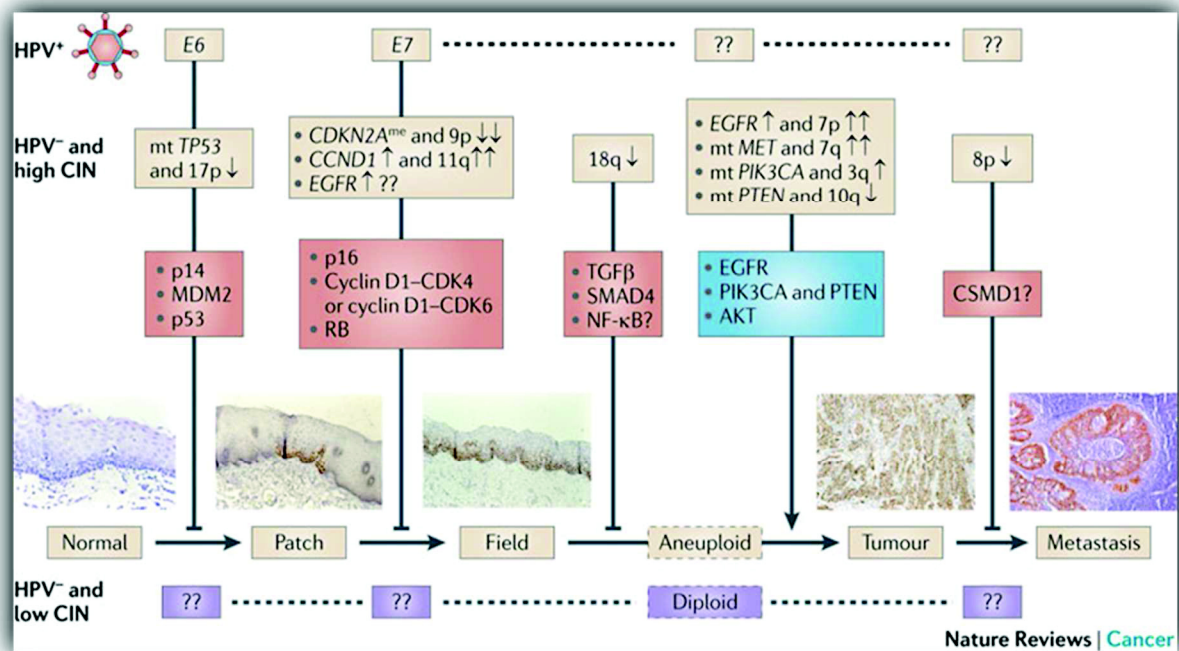 HPV⁺
E6
E7
??
??
HPV⁻ and
high CIN
mt TP53
and 17p ↓
• CDKN2Aᵐᵉ and 9p ↓↓
• CCND1 ↑ and 11q ↑↑
• EGFR ↑ ??
18q ↓
• EGFR ↑ and 7p ↑↑
• mt MET and 7q ↑↑
• mt PIK3CA and 3q ↑
• mt PTEN and 10q ↓
8p ↓
• p14
• MDM2
• p53
• p16
• Cyclin D1–CDK4
or cyclin D1–CDK6
• RB
• TGFβ
• SMAD4
• NF-κB?
• EGFR
• PIK3CA and PTEN
• AKT
CSMD1?
Normal
Patch
Field
Aneuploid
Tumour
Metastasis
HPV⁻ and
low CIN
??
??
Diploid
??
Nature Reviews | Cancer